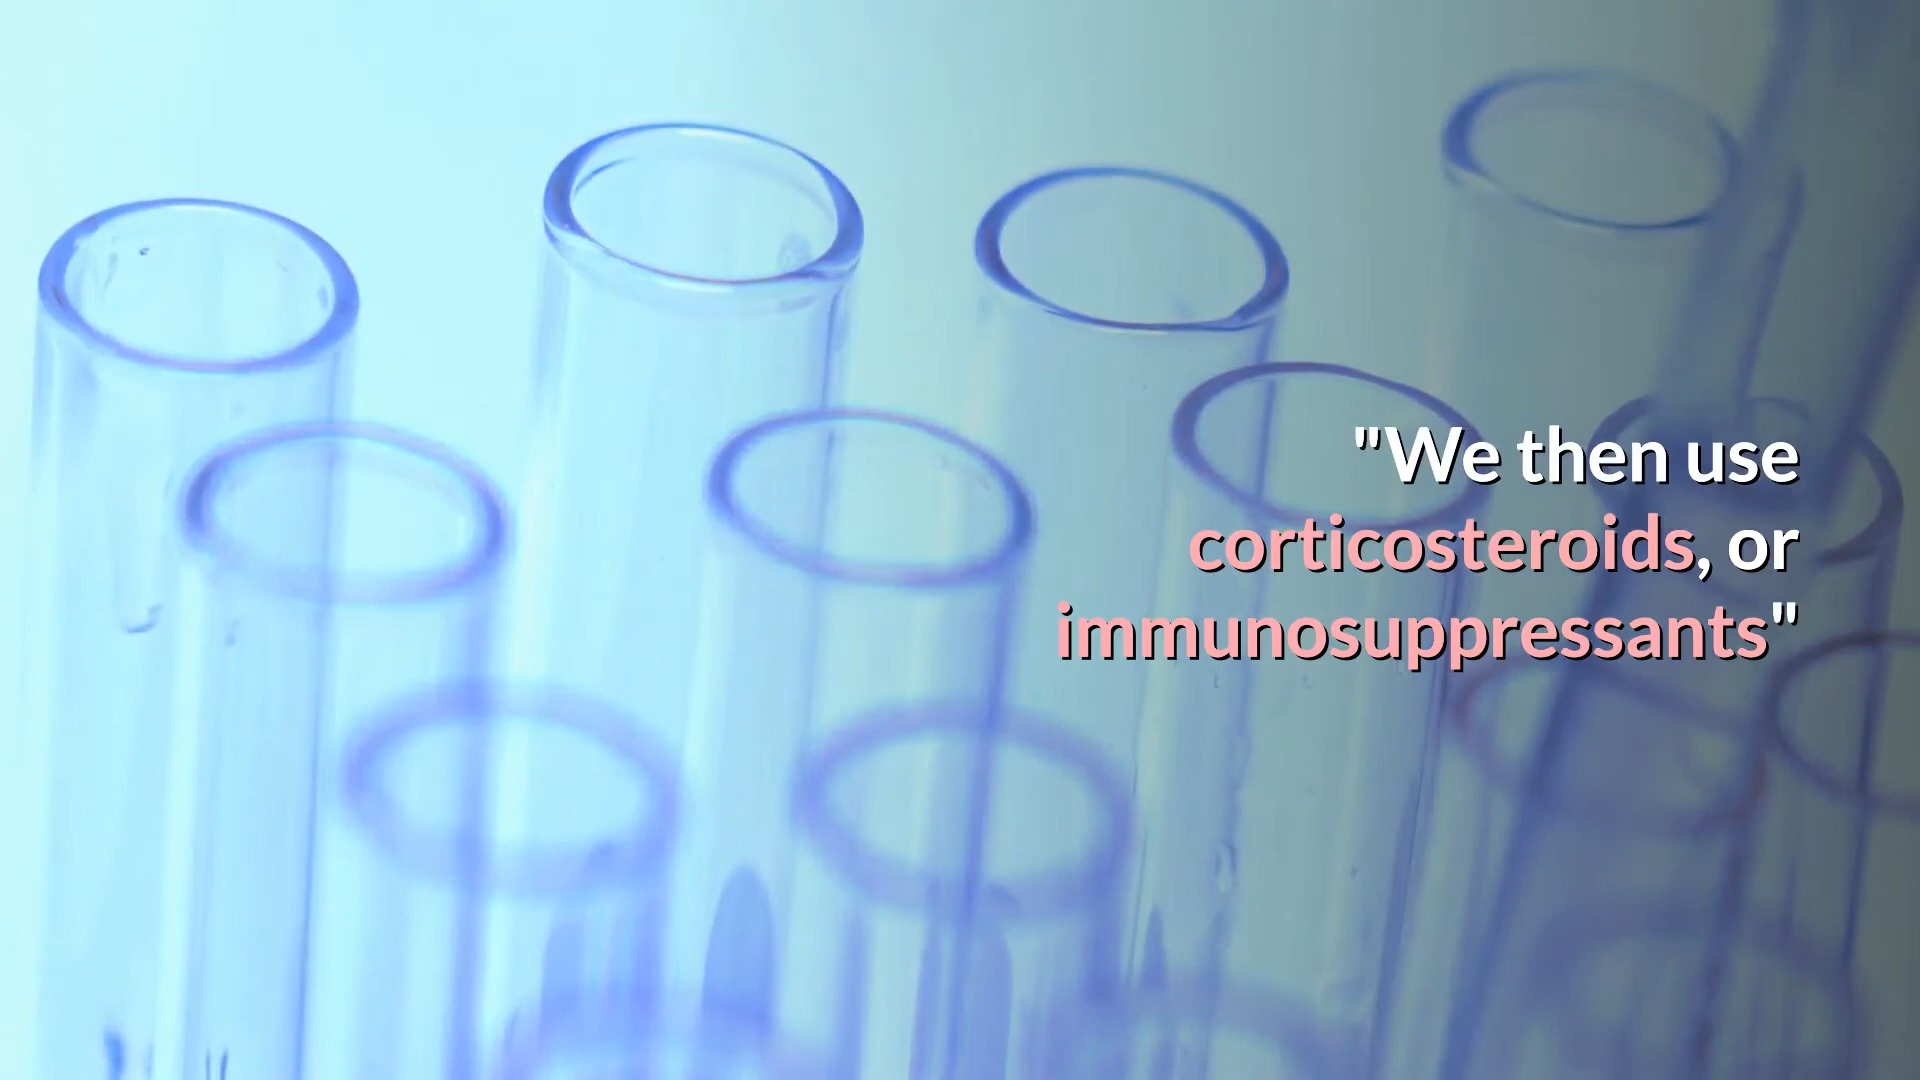 "We then use
corticosteroids, or
immunosuppressants"